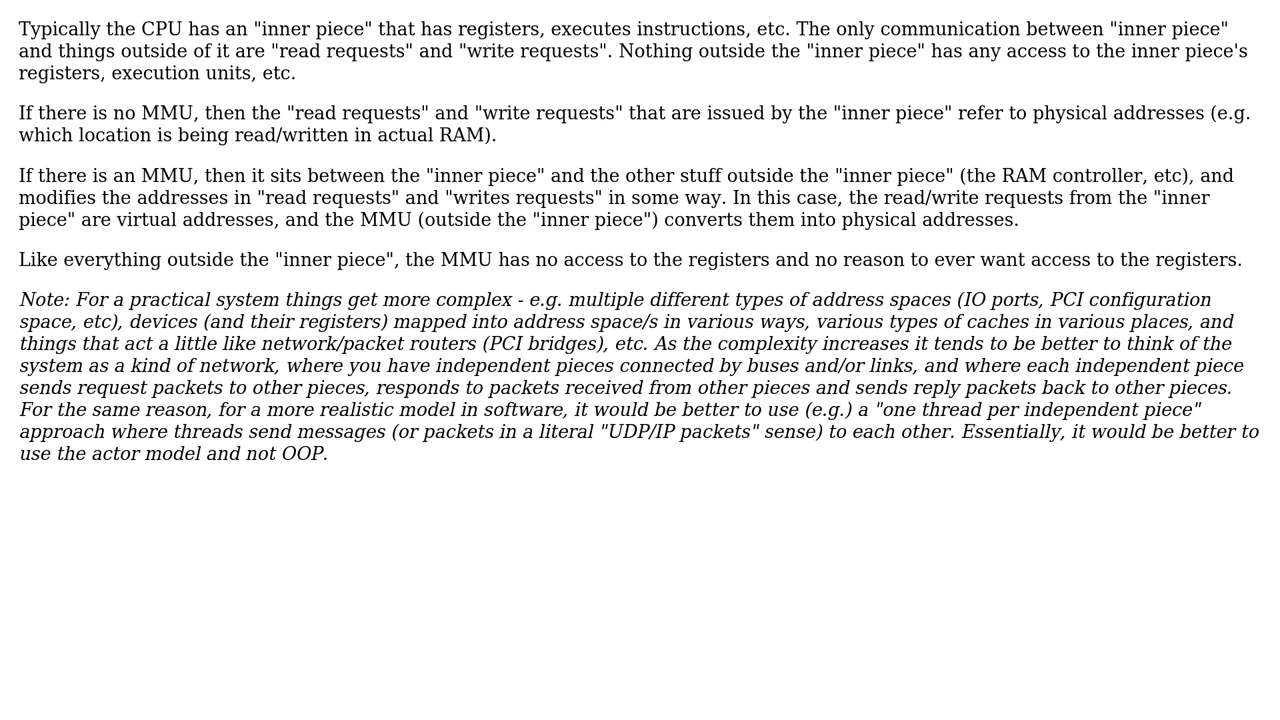 Typically the CPU has an "inner piece" that has registers, executes instructions, etc. The only communication between "inner piece"
and things outside of it are "read requests" and "write requests". Nothing outside the "inner piece" has any access to the inner piece's
registers, execution units, etc.
If there is no MMU, then the "read requests" and "write requests" that are issued by the "inner piece" refer to physical addresses (e.g.
which location is being read/written in actual RAM).
If there is an MMU, then it sits between the "inner piece" and the other stuff outside the "inner piece" (the RAM controller, etc), and
modifies the addresses in "read requests" and "writes requests" in some way. In this case, the read/write requests from the "inner
piece" are virtual addresses, and the MMU (outside the "inner piece") converts them into physical addresses.
Like everything outside the "inner piece", the MMU has no access to the registers and no reason to ever want access to the registers.
Note: For a practical system things get more complex - e.g. multiple different types of address spaces (IO ports, PCI configuration
space, etc), devices (and their registers) mapped into address space/s in various ways, various types of caches in various places, and
things that act a little like network/packet routers (PCI bridges), etc. As the complexity increases it tends to be better to think of the
system as a kind of network, where you have independent pieces connected by buses and/or links, and where each independent piece
sends request packets to other pieces, responds to packets received from other pieces and sends reply packets back to other pieces.
For the same reason, for a more realistic model in software, it would be better to use (e.g.) a "one thread per independent piece"
approach where threads send messages (or packets in a literal "UDP/IP packets" sense) to each other. Essentially, it would be better to
use the actor model and not OOP.